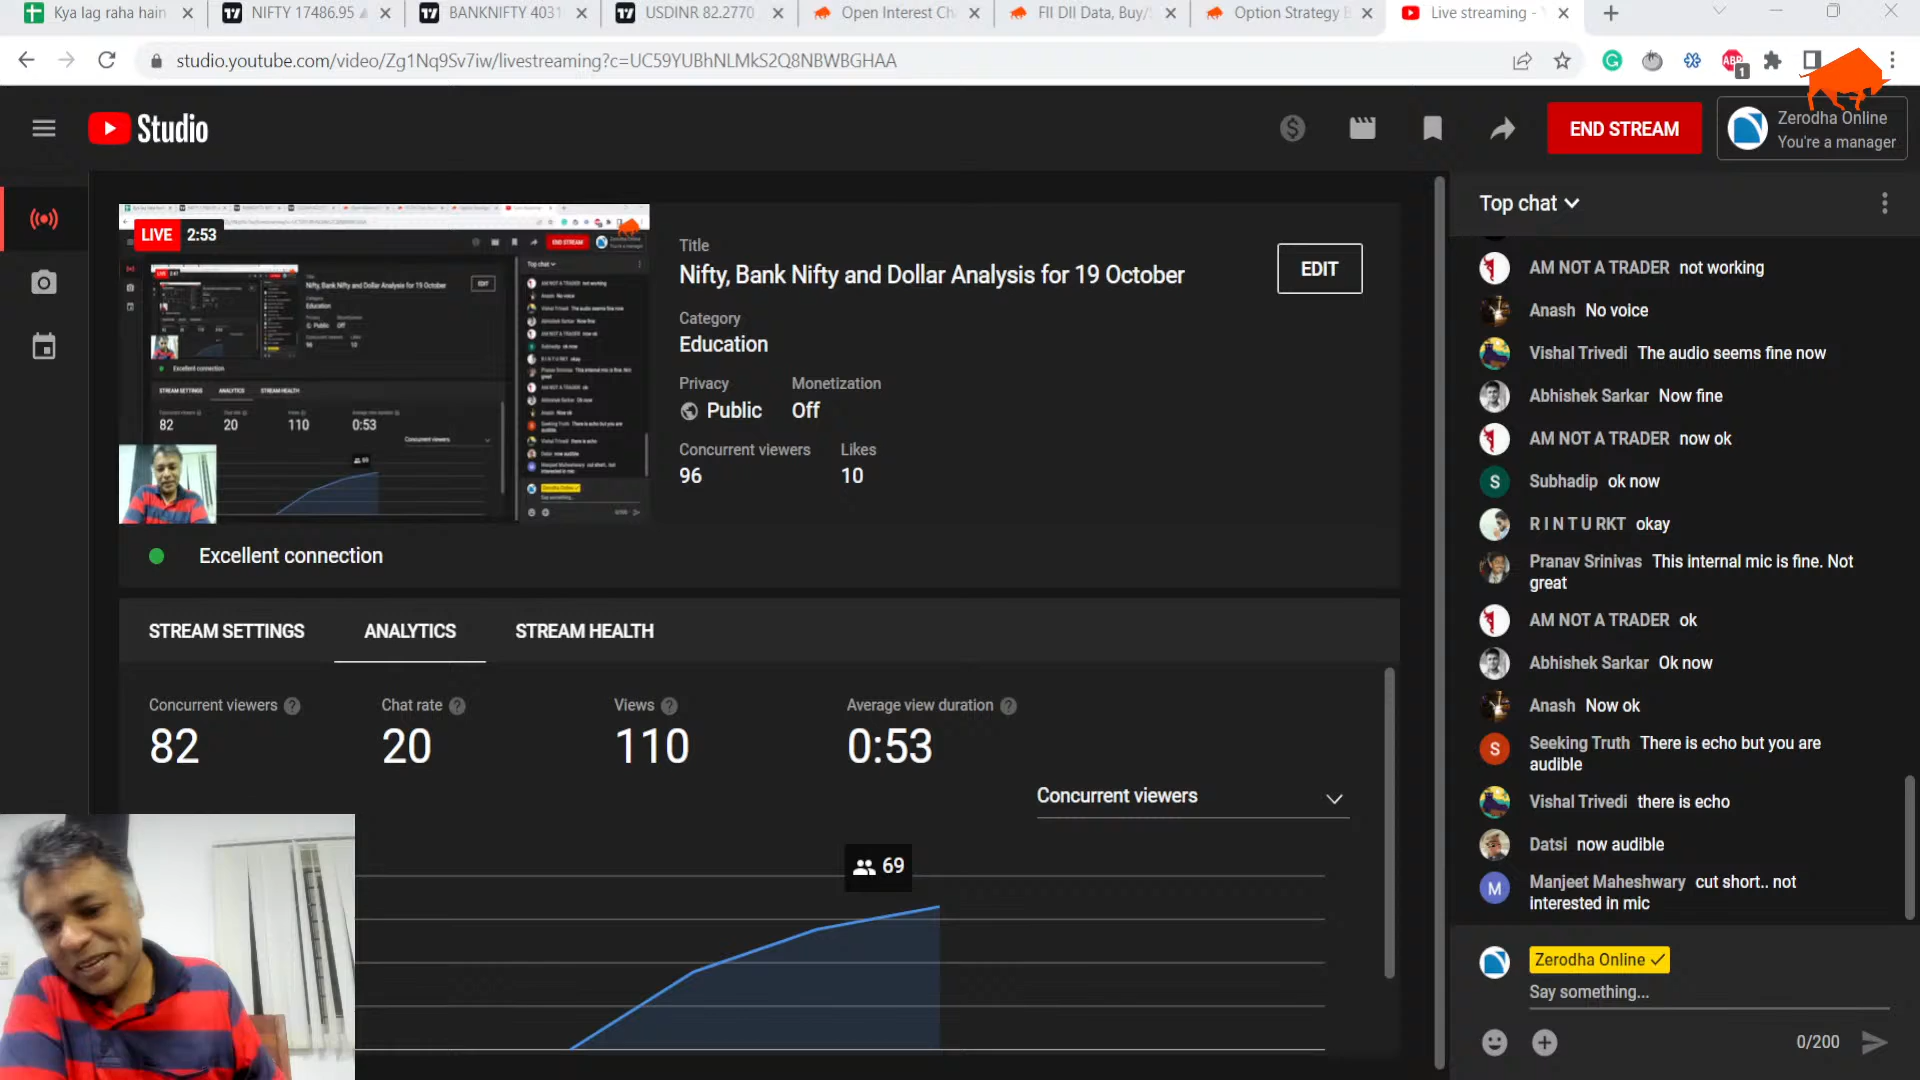 Kya lag raha hain
NIFTY 17486.95
BANKNIFTY 4031
USDINR 82.2770
Open Interest Ch
FII DII Data, Buy/
Option Strategy B
Live streaming -
studio.youtube.com/video/Zg1Nq9Sv7iw/livestreaming?c=UC59YUBhNLMkS2Q8NBWBGHAA
ABP
1
Studio
END STREAM
Zerodha Online
You're a manager
LIVE 2:53
Title
Nifty, Bank Nifty and Dollar Analysis for 19 October
EDIT
Category
Education
Privacy Monetization
Public Off
Concurrent viewers Likes
96 10
Excellent connection
STREAM SETTINGS ANALYTICS STREAM HEALTH
Concurrent viewers Chat rate Views Average view duration
82 20 110 0:53
Concurrent viewers
69
Top chat
AM NOT A TRADER not working
Anash No voice
Vishal Trivedi The audio seems fine now
Abhishek Sarkar Now fine
AM NOT A TRADER now ok
S
Subhadip ok now
R I N T U RKT okay
Pranav Srinivas This internal mic is fine. Not
great
AM NOT A TRADER ok
Abhishek Sarkar Ok now
Anash Now ok
S
Seeking Truth There is echo but you are
audible
Vishal Trivedi there is echo
Datsi now audible
M
Manjeet Maheshwary cut short.. not
interested in mic
Zerodha Online
Say something...
0/200